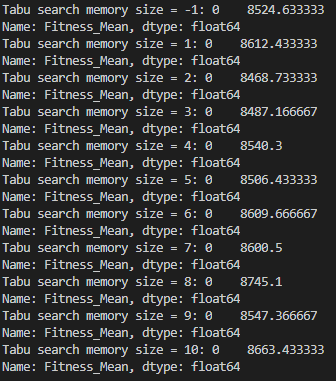 Tabu search memory size = -1: 0    8524.633333
Name: Fitness_Mean, dtype: float64
Tabu search memory size = 1: 0    8612.433333
Name: Fitness_Mean, dtype: float64
Tabu search memory size = 2: 0    8468.733333
Name: Fitness_Mean, dtype: float64
Tabu search memory size = 3: 0    8487.166667
Name: Fitness_Mean, dtype: float64
Tabu search memory size = 4: 0    8540.3
Name: Fitness_Mean, dtype: float64
Tabu search memory size = 5: 0    8506.433333
Name: Fitness_Mean, dtype: float64
Tabu search memory size = 6: 0    8609.666667
Name: Fitness_Mean, dtype: float64
Tabu search memory size = 7: 0    8600.5
Name: Fitness_Mean, dtype: float64
Tabu search memory size = 8: 0    8745.1
Name: Fitness_Mean, dtype: float64
Tabu search memory size = 9: 0    8547.366667
Name: Fitness_Mean, dtype: float64
Tabu search memory size = 10: 0    8663.433333
Name: Fitness_Mean, dtype: float64